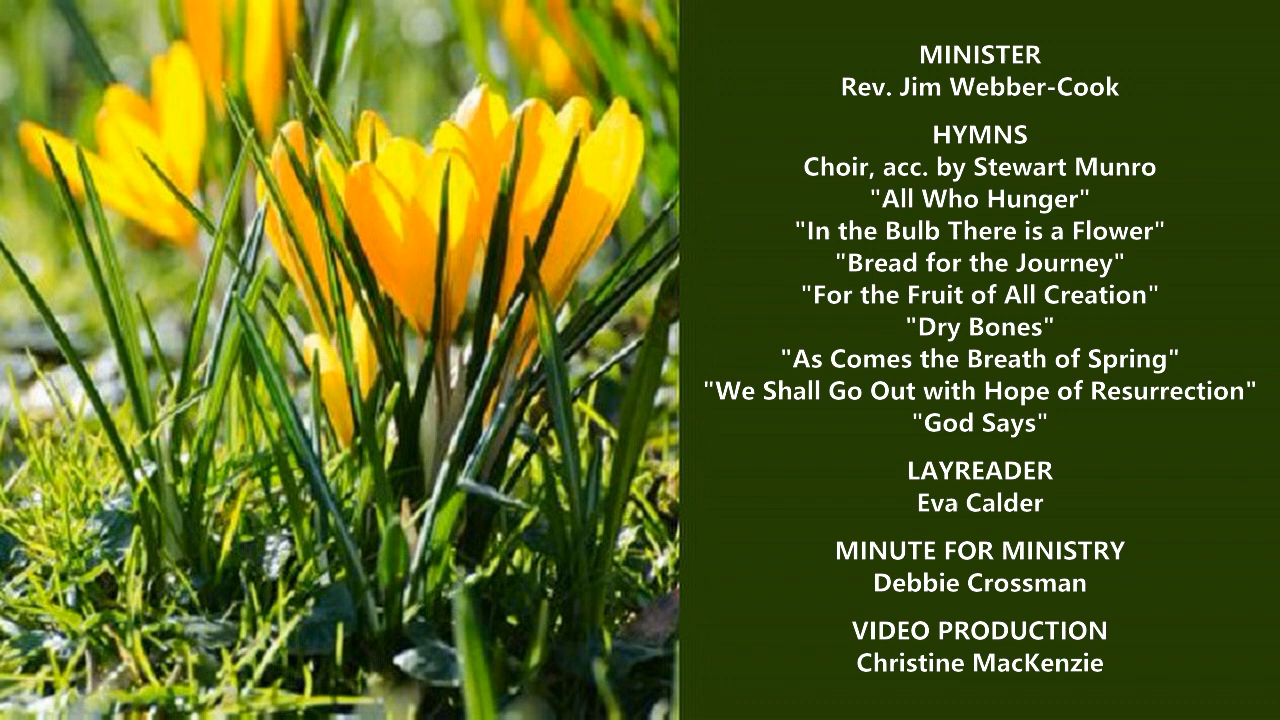 MINISTER
Rev. Jim Webber-Cook
HYMNS
Choir, acc. by Stewart Munro
"All Who Hunger"
"In the Bulb There is a Flower"
"Bread for the Journey"
"For the Fruit of All Creation"
"Dry Bones"
"As Comes the Breath of Spring"
"We Shall Go Out with Hope of Resurrection"
"God Says"
LAYREADER
Eva Calder
MINUTE FOR MINISTRY
Debbie Crossman
VIDEO PRODUCTION
Christine MacKenzie